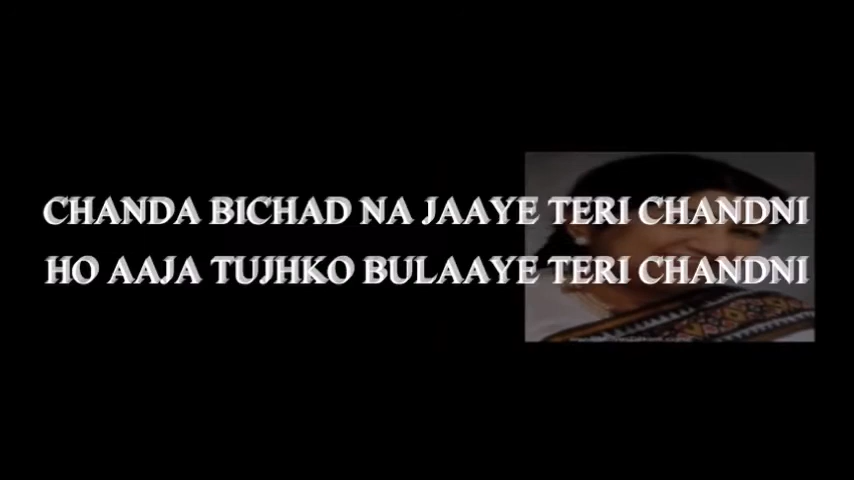 CHANDA BICHAD NA JAAYE TERI CHANDNI
HO AAJA TUJHKO BULAAYE TERI CHANDNI